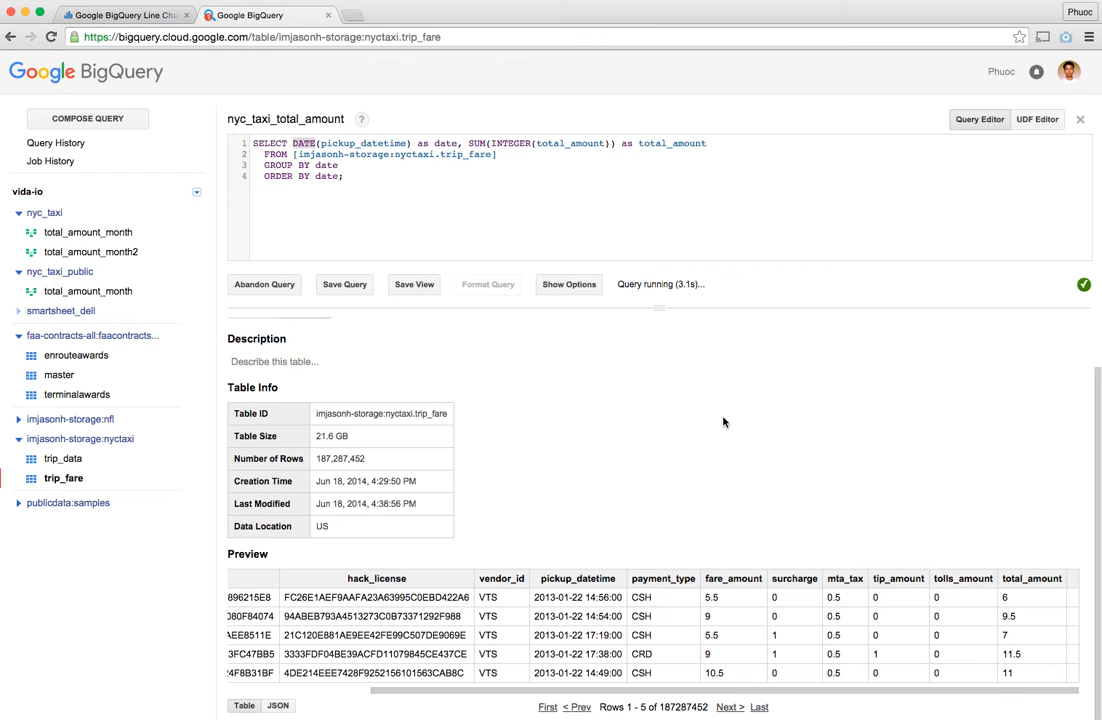 Google BigQuery Line Cha
Google BigQuery
Phuoc
https://bigquery.cloud.google.com/table/imjasonh-storage:nyctaxi.trip_fare
Google BigQuery
Phuoc
COMPOSE QUERY
Query History
Job History
vida-io
nyc_taxi
total_amount_month
total_amount_month2
nyc_taxi_public
total_amount_month
smartsheet_dell
faa-contracts-all:faacontracts...
enrouteawards
master
terminalawards
imjasonh-storage:nfl
imjasonh-storage:nyctaxi
trip_data
trip_fare
publicdata:samples
nyc_taxi_total_amount ?
Query Editor UDF Editor
1 SELECT DATE(pickup_datetime) as date, SUM(INTEGER(total_amount)) as total_amount
2 FROM [imjasonh-storage:nyctaxi.trip_fare]
3 GROUP BY date
4 ORDER BY date;
Abandon Query Save Query Save View Format Query Show Options Query running (3.1s)...
Description
Describe this table...
Table Info
Table ID imjasonh-storage:nyctaxi.trip_fare
Table Size 21.6 GB
Number of Rows 187,287,452
Creation Time Jun 18, 2014, 4:29:50 PM
Last Modified Jun 18, 2014, 4:38:56 PM
Data Location US
Preview
hack_license vendor_id pickup_datetime payment_type fare_amount surcharge mta_tax tip_amount tolls_amount total_amount
896215E8 FC26E1AEF9AAFA23A63995C0EBD422A6 VTS 2013-01-22 14:56:00 CSH 5.5 0 0.5 0 0 6
080F84074 94ABEB793A4513273C0B73371292F988 VTS 2013-01-22 14:54:00 CSH 9 0 0.5 0 0 9.5
AEE8511E 21C120E881AE9EE42FE99C507DE9069E VTS 2013-01-22 17:19:00 CSH 5.5 1 0.5 0 0 7
3FC47BB5 3333FDF04BE39ACFD11079845CE437CE VTS 2013-01-22 17:38:00 CRD 9 1 0.5 1 0 11.5
24F8B31BF 4DE214EEE7428F9252156101563CAB8C VTS 2013-01-22 14:49:00 CSH 10.5 0 0.5 0 0 11
Table JSON First < Prev Rows 1 - 5 of 187287452 Next > Last